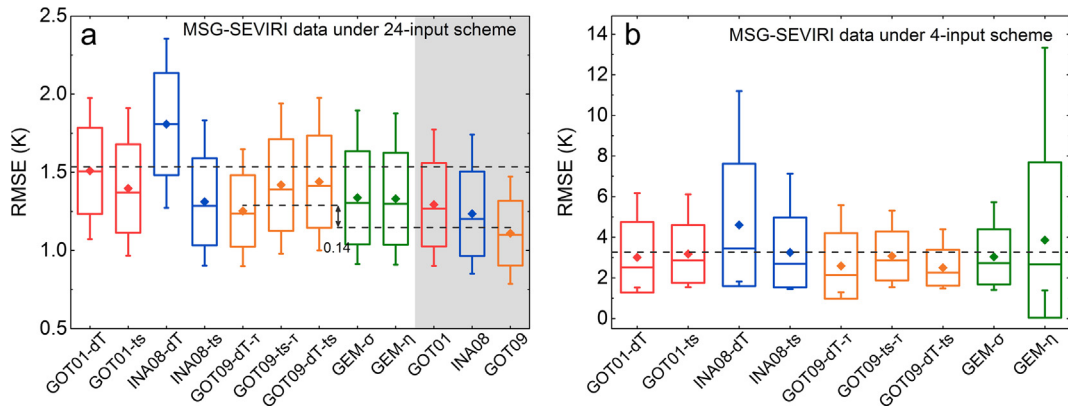 a
MSG-SEVIRI data under 24-input scheme
RMSE (K)
2.5
2.0
1.5
1.0
0.5
0.14
GOT01-dT
GOT01-ts
INA08-dT
INA08-ts
GOT09-dT-τ
GOT09-ts-τ
GOT09-dT-ts
GEM-σ
GEM-η
GOT01
INA08
GOT09
b
MSG-SEVIRI data under 4-input scheme
RMSE (K)
14
12
10
8
6
4
2
0
GOT01-dT
GOT01-ts
INA08-dT
INA08-ts
GOT09-dT-τ
GOT09-ts-τ
GOT09-dT-ts
GEM-σ
GEM-η